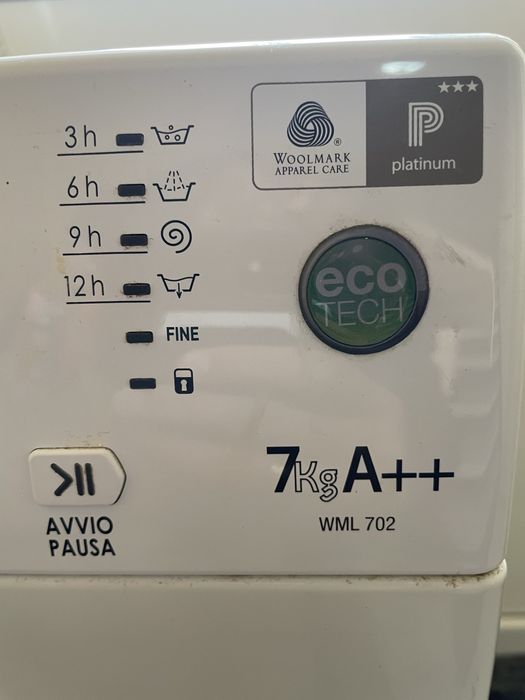 3h
6h
9h
12h
FINE
WOOLMARK
APPAREL CARE
®
P
platinum
eco
TECH
7Kg A++
WML 702
AVVIO
PAUSA